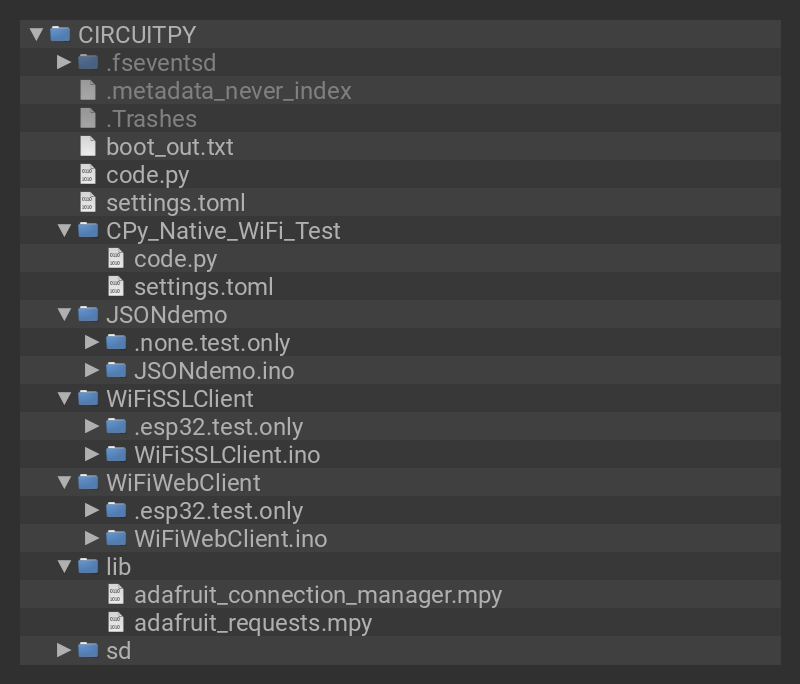 CIRCUITPY
.fseventsd
.metadata_never_index
.Trashes
boot_out.txt
code.py
settings.toml
CPy_Native_WiFi_Test
code.py
settings.toml
JSONdemo
.none.test.only
JSONdemo.ino
WiFiSSLClient
.esp32.test.only
WiFiSSLClient.ino
WiFiWebClient
.esp32.test.only
WiFiWebClient.ino
lib
adafruit_connection_manager.mpy
adafruit_requests.mpy
sd